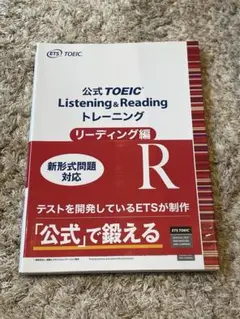 ETS TOEIC
公式 TOEIC®
Listening & Reading
トレーニング
リーディング編
新形式問題
対応
R
テストを開発しているETSが制作
「公式」で鍛える
ETS TOEIC